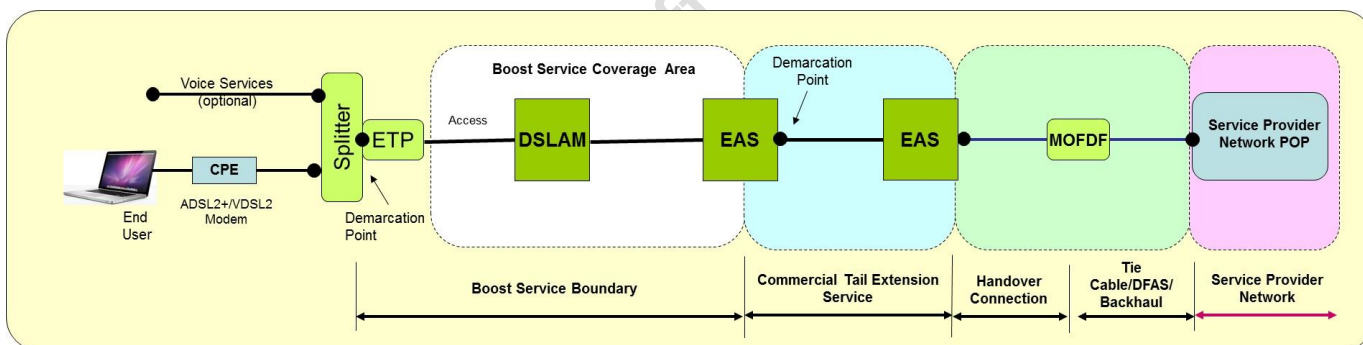 Boost Service Coverage Area
Demarcation
Point
Voice Services
(optional)
Splitter
ETP
Access
DSLAM
EAS
EAS
MOFDF
Service Provider
Network POP
CPE
ADSL2+/VDSL2
Modem
End
User
Demarcation
Point
Boost Service Boundary
Commercial Tail Extension
Service
Handover
Connection
Tie
Cable/DFAS/
Backhaul
Service Provider
Network